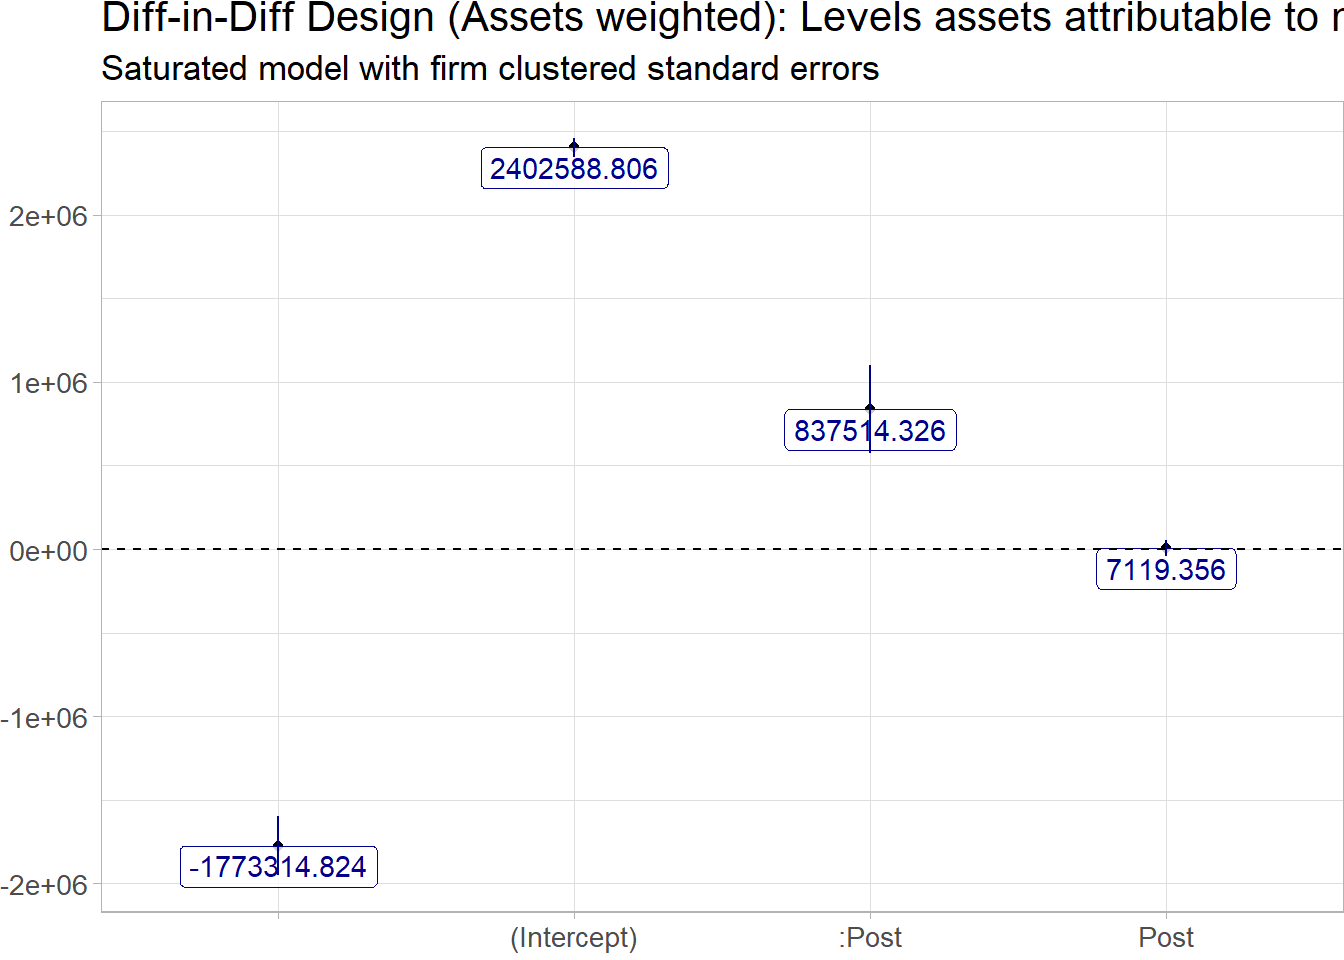 Diff-in-Diff Design (Assets weighted): Levels assets attributable to
Saturated model with firm clustered standard errors
2402588.806
2e+06
1e+06
837514.326
0e+00
7119.356
-1e+06
-1773314.824
-2e+06
(Intercept)
:Post
Post